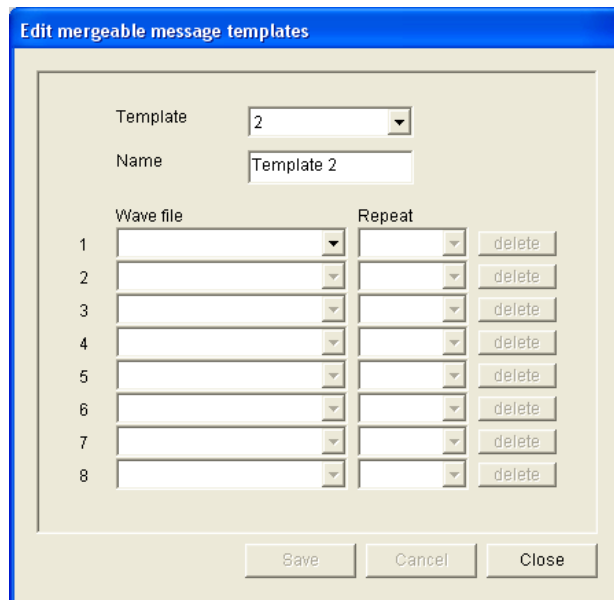 Edit mergeable message templates
Template 2
Name Template 2
Wave file Repeat
1 delete
2 delete
3 delete
4 delete
5 delete
6 delete
7 delete
8 delete
Save Cancel Close